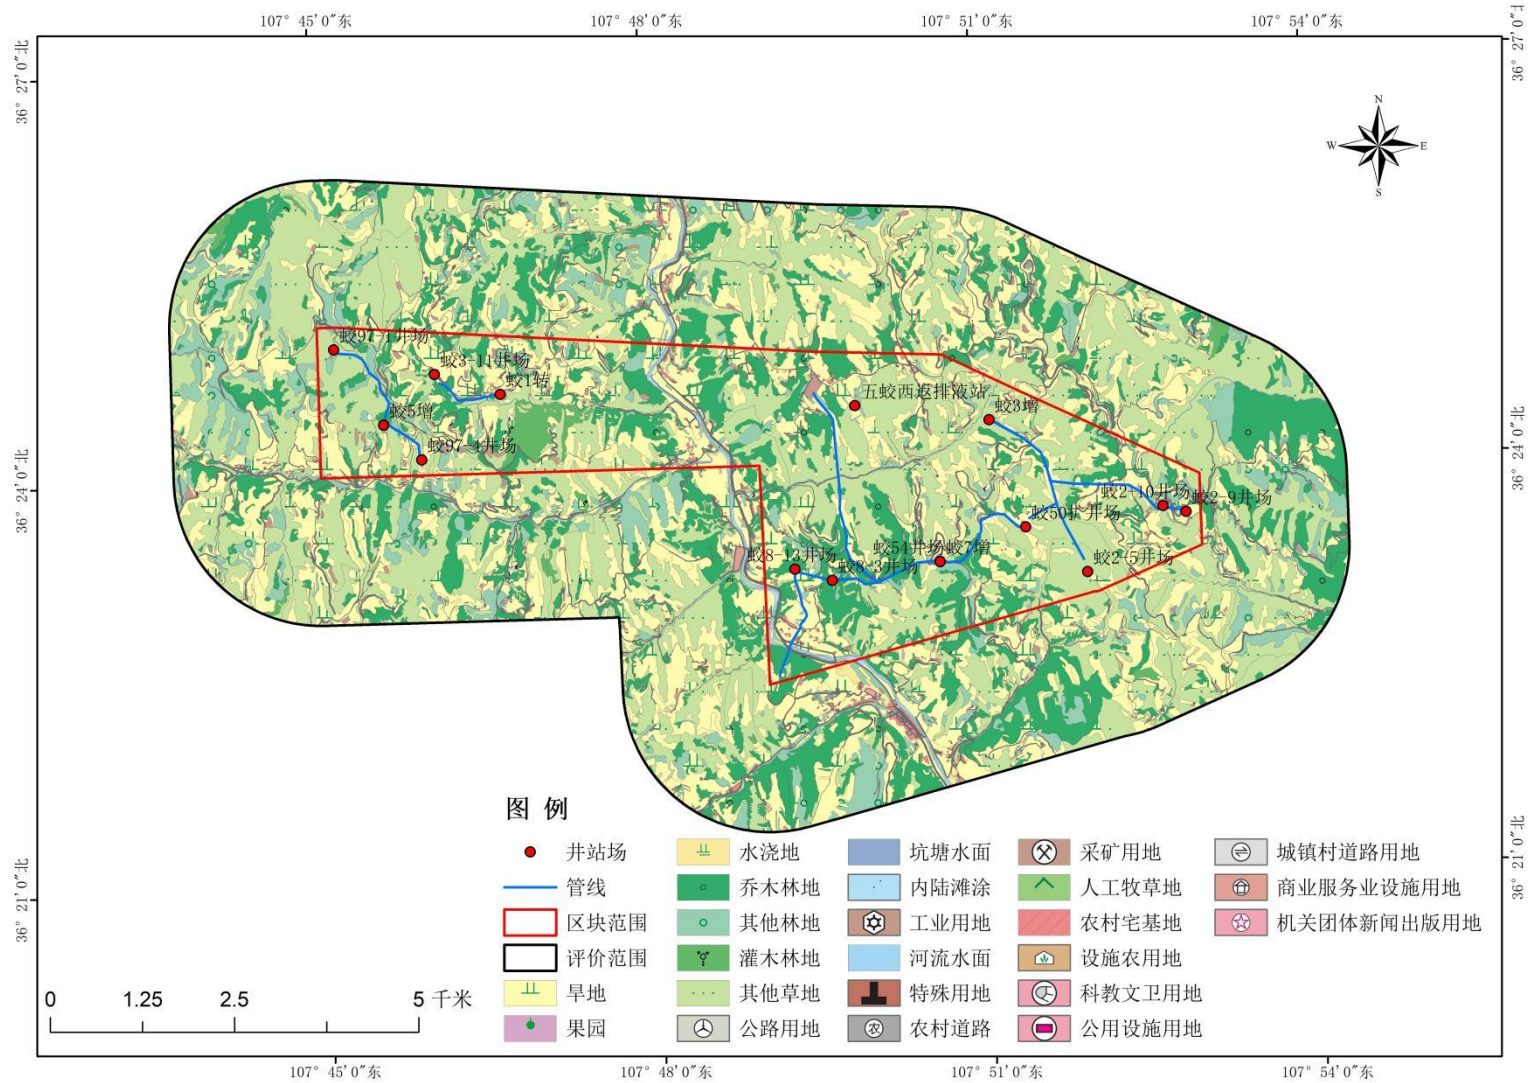 107° 45′0″东 107° 48′0″东 107° 51′0″东 107° 54′0″东
36° 27′0″北
36° 27′0″
N
W E
S
蛟97-1井场
蛟3-11井场
蛟1转
五蛟西返排液站
蛟3增
蛟5增
36° 24′0″北
蛟97-4井场
36° 24′0″北
蛟2-10井场
蛟2-9井场
蛟50扩井场
蛟54井场 蛟7增
蛟8-13井场
蛟8-3井场
蛟2-5井场
图 例
井站场 水浇地 坑塘水面 采矿用地 城镇村道路用地
36° 21′0″北
管线 乔木林地 内陆滩涂 人工牧草地 商业服务业设施用地
36° 21′0″北
区块范围 其他林地 工业用地 农村宅基地 机关团体新闻出版用地
评价范围 灌木林地 河流水面 设施农用地
旱地 其他草地 特殊用地 科教文卫用地
0 1.25 2.5 5 千米
果园 公路用地 农 农村道路 公用设施用地
107° 45′0″东 107° 48′0″东 107° 51′0″东 107° 54′0″东